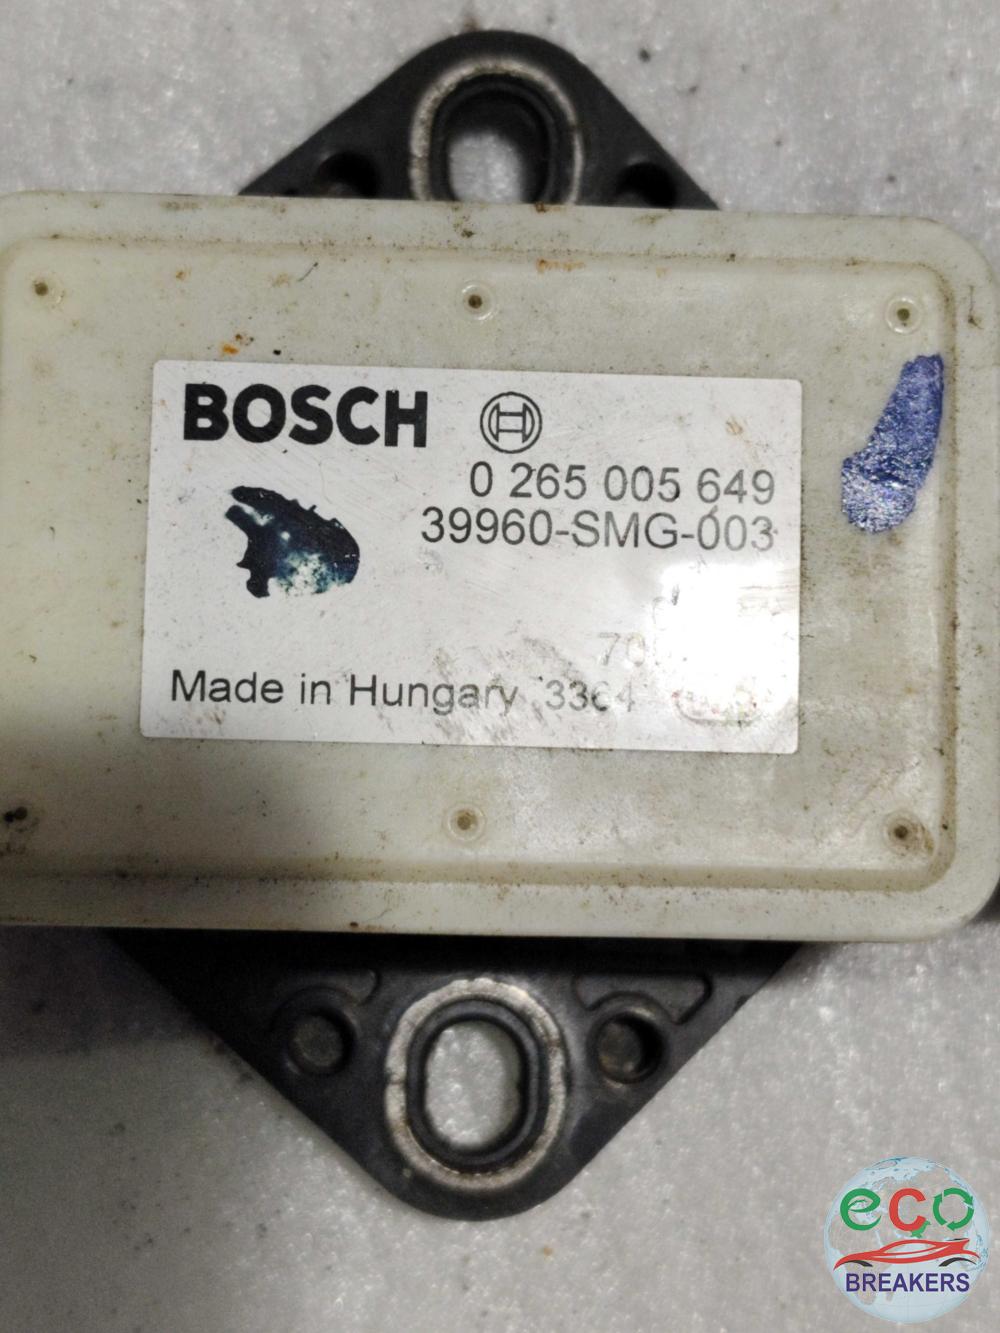 BOSCH
0 265 005 649
39960-SMG-003
Made in Hungary
eco
BREAKERS